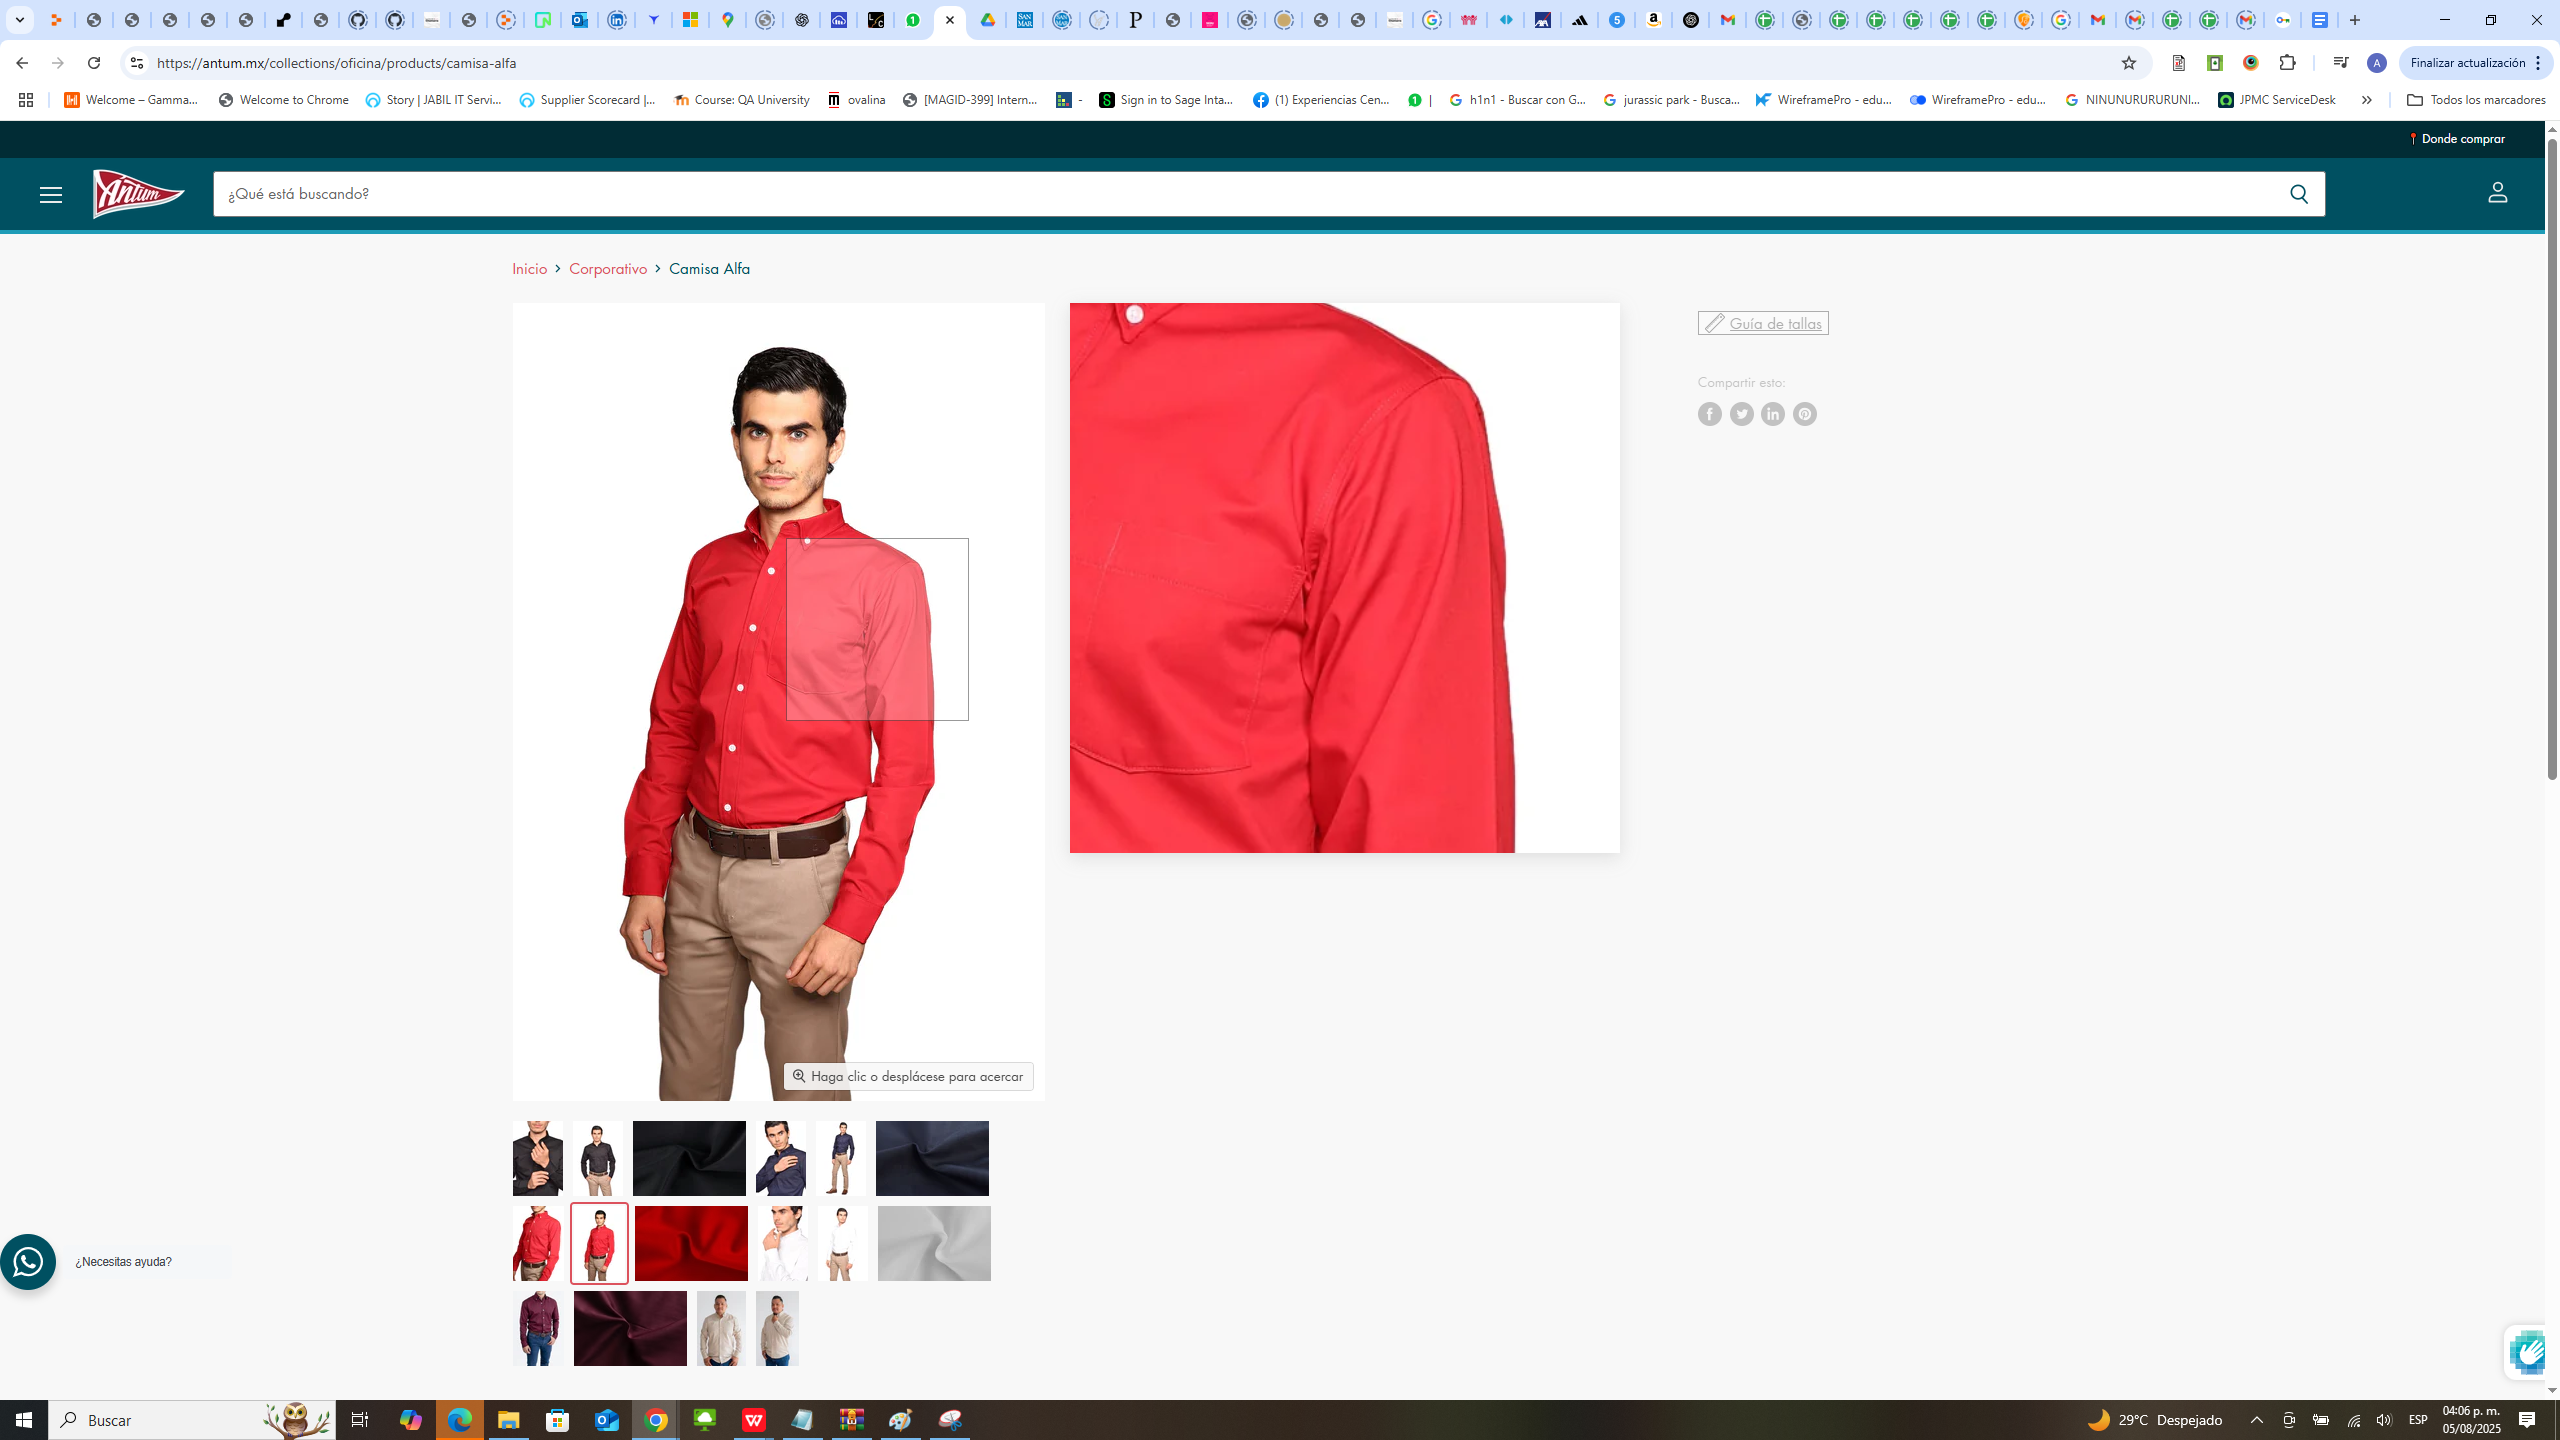 https://antum.mx/collections/oficina/products/camisa-alfa
Finalizar actualización
Welcome – Gamma...
Welcome to Chrome
Story | JABIL IT Servi...
Supplier Scorecard |...
Course: QA University
ovalina
[MAGID-399] Intern...
-
Sign in to Sage Inta...
(1) Experiencias Cen...
|
h1n1 - Buscar con G...
jurassic park - Busca...
WireframePro - edu...
WireframePro - edu...
NINUNURURURUNI...
JPMC ServiceDesk
»
Todos los marcadores
Donde comprar
Añtum
¿Qué está buscando?
Inicio > Corporativo > Camisa Alfa
Guía de tallas
Compartir esto:
Haga clic o desplácese para acercar
¿Necesitas ayuda?
Buscar
29°C Despejado
ESP
04:06 p. m.
05/08/2025